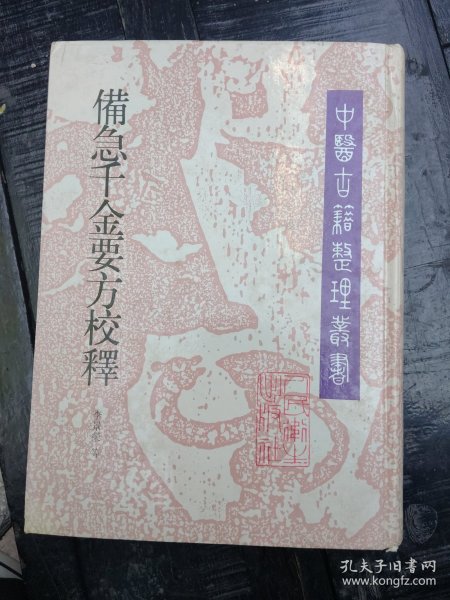 中醫古籍整理叢書
備急千金要方校釋
人民衛生
出版社
孔夫子旧书网
www.kongfz.com